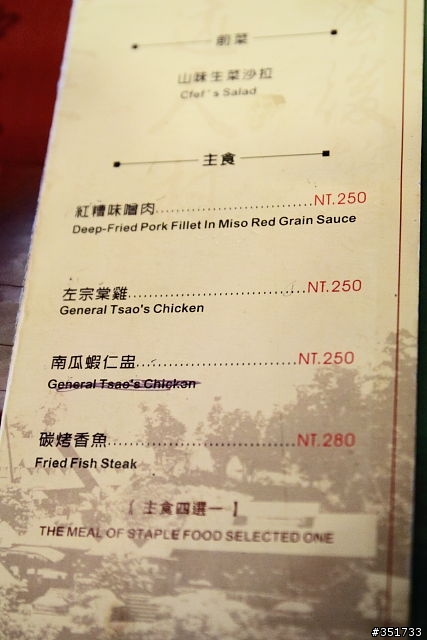 前菜
山味生菜沙拉
Cfef's Salad
主食
紅糟味噌肉................................NT.250
Deep-Fried Pork Fillet In Miso Red Grain Sauce
左宗棠雞....................................NT.250
General Tsao's Chicken
南瓜蝦仁盅.................................NT.250
General Tsao's Chicken
碳烤香魚......................................NT.280
Fried Fish Steak
【 主食四選一 】
THE MEAL OF STAPLE FOOD SELECTED ONE
#351733